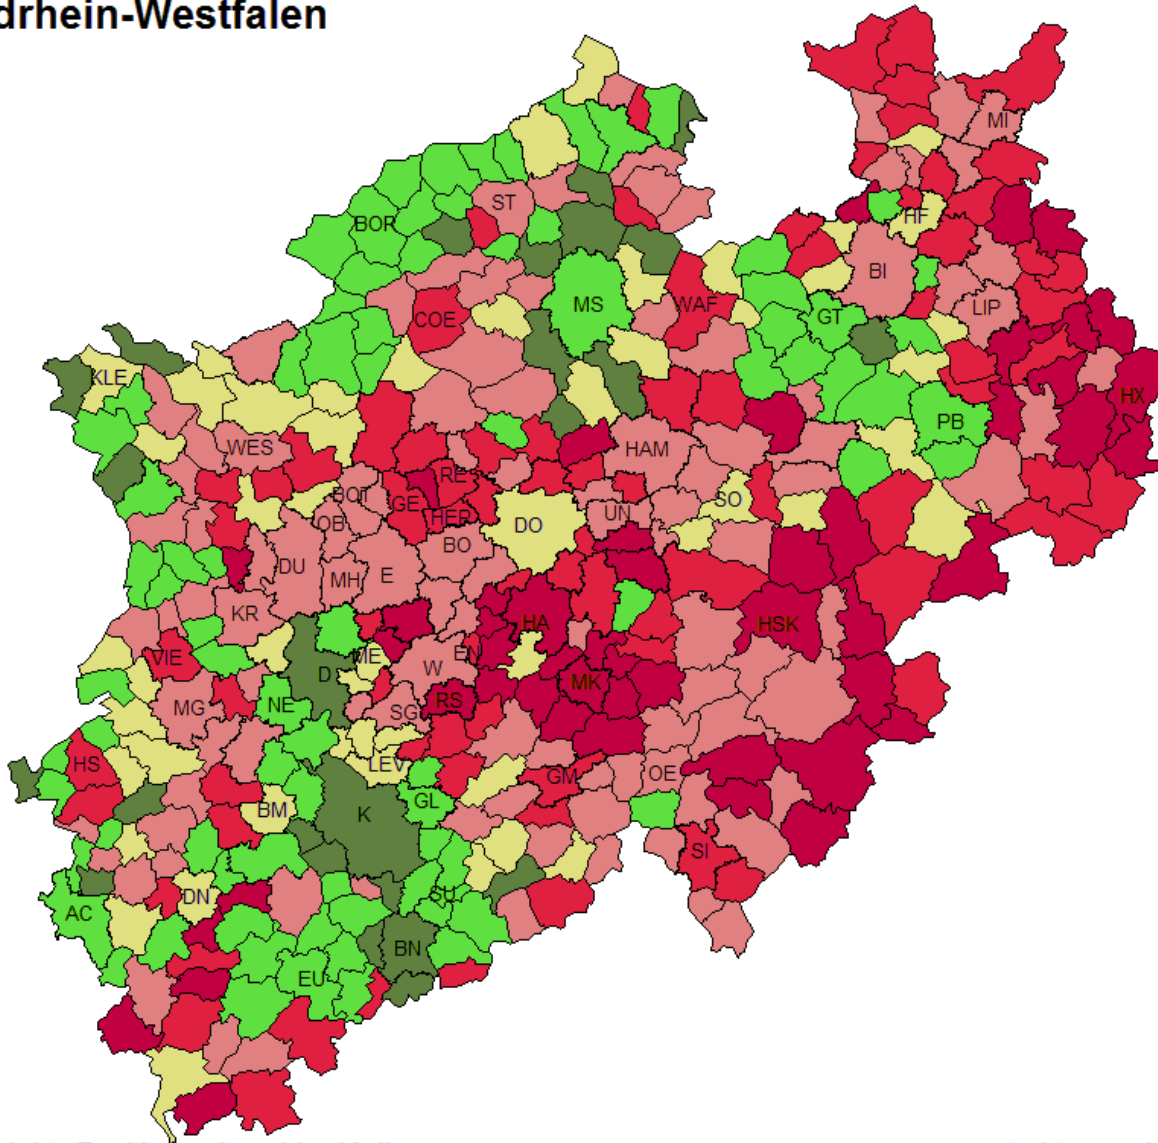 drhein-Westfalen
MI
ST
HF
BOR
BI
MS
WAF
LIP
COE
GT
KLE
HX
PB
WES
HAM
RE
BOT
GE
SO
OB
HER
UN
DO
BO
DU
MH
E
KR
HA
HSK
VIE
ME
EN
W
D
MK
RS
NE
MG
SG
HS
LEV
GM
OE
BM
GL
K
SI
DN
SU
AC
BN
EU